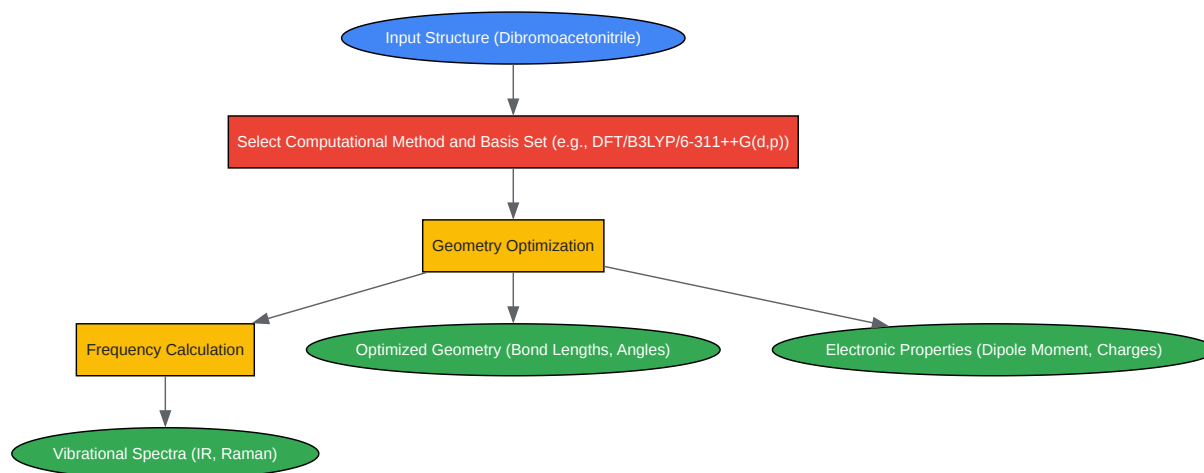 Input Structure (Dibromoacetonitrile)
Select Computational Method and Basis Set (e.g., DFT/B3LYP/6-311++G(d,p))
Geometry Optimization
Frequency Calculation
Optimized Geometry (Bond Lengths, Angles)
Electronic Properties (Dipole Moment, Charges)
Vibrational Spectra (IR, Raman)